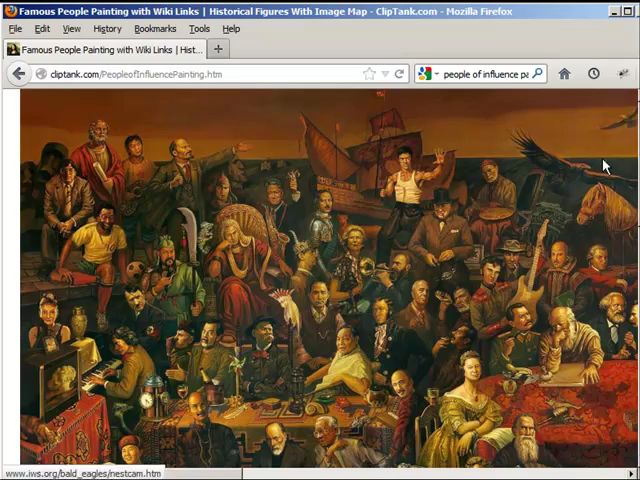 Famous People Painting with Wiki Links | Historical Figures With Image Map - ClipTank.com - Mozilla Firefox
File Edit View History Bookmarks Tools Help
Famous People Painting with Wiki Links | Hist...
cliptank.com/PeopleofInfluencePainting.htm
people of influence pa
www.iws.org/bald_eagles/nestcam.htm